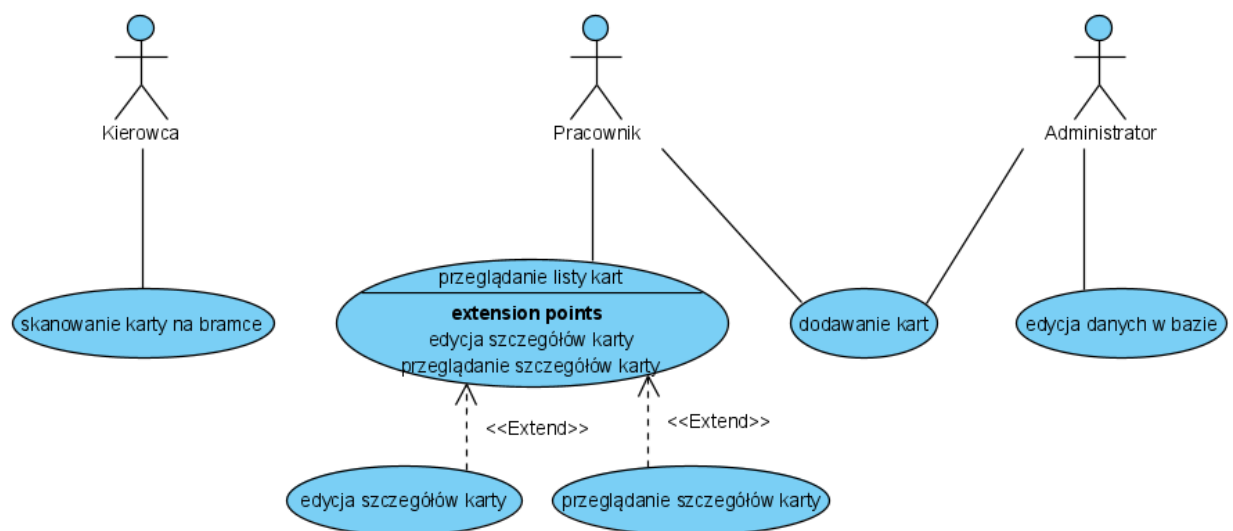 Kierowca
Pracownik
Administrator
przeglądanie listy kart
extension points
edycja szczegółów karty
przeglądanie szczegółów karty
skanowanie karty na bramce
dodawanie kart
edycja danych w bazie
<<Extend>>
<<Extend>>
edycja szczegółów karty
przeglądanie szczegółów karty